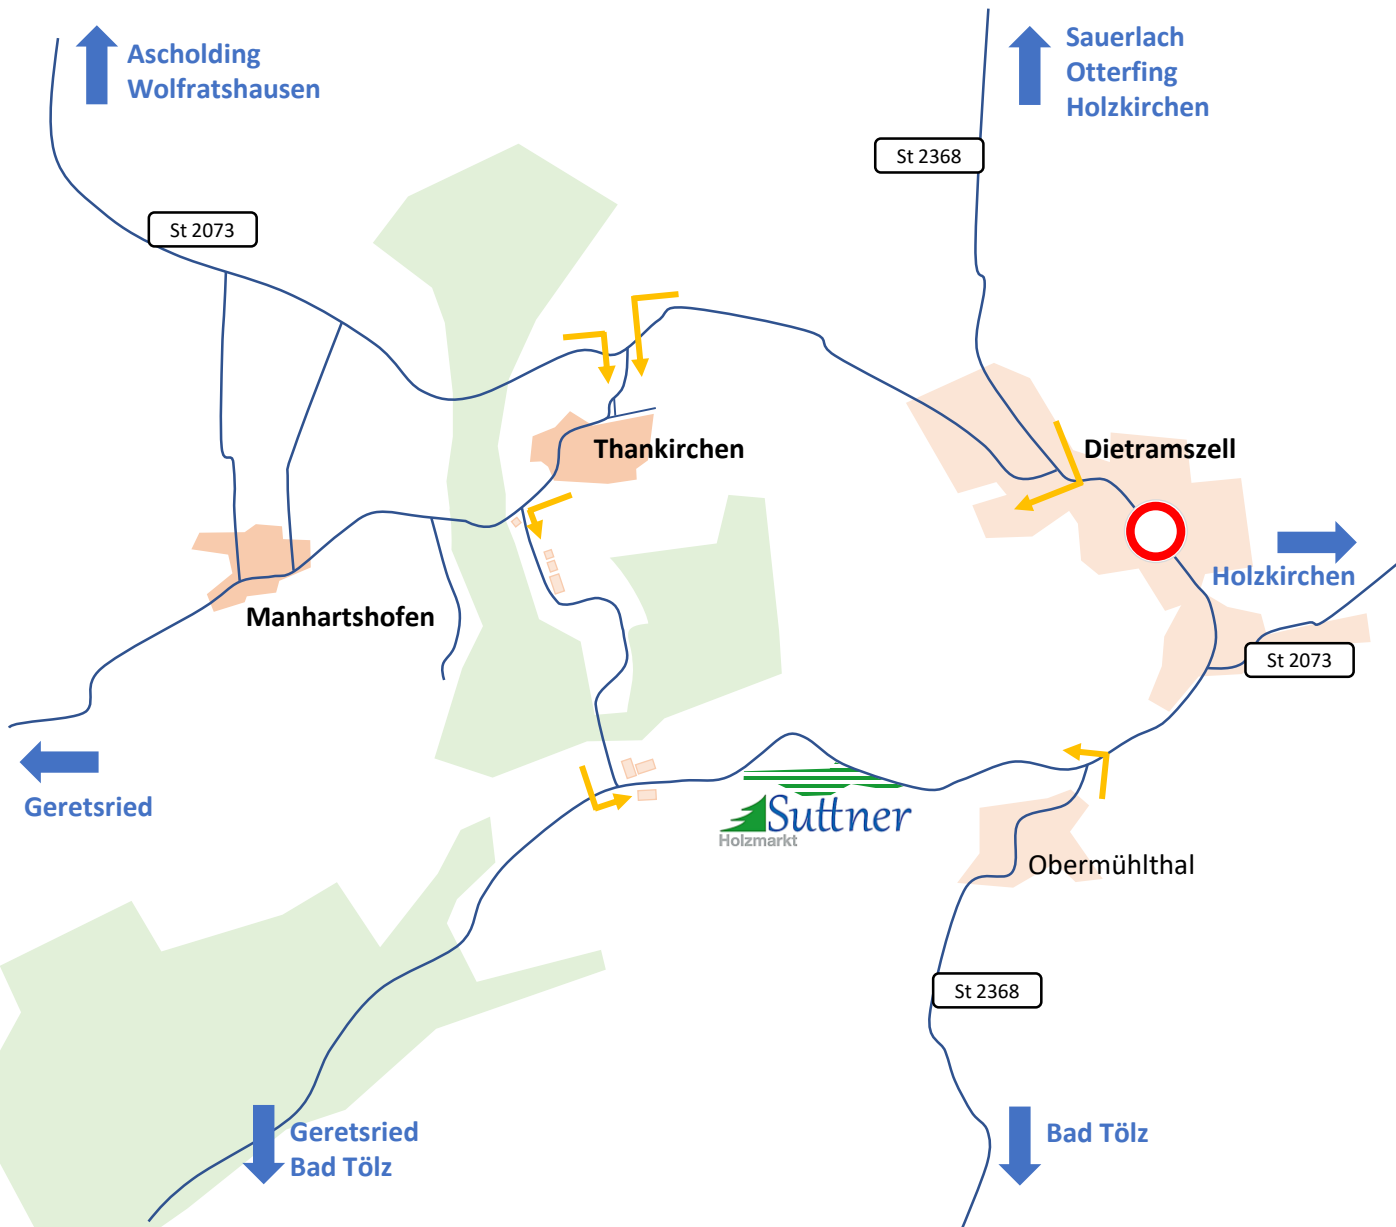 Ascholding
Wolfratshausen
Sauerlach
Otterfing
Holzkirchen
St 2368
St 2073
Thankirchen
Dietramszell
Holzkirchen
Manhartshofen
St 2073
Geretsried
Suttner
Holzmarkt
Obermühlthal
St 2368
Geretsried
Bad Tölz
Bad Tölz